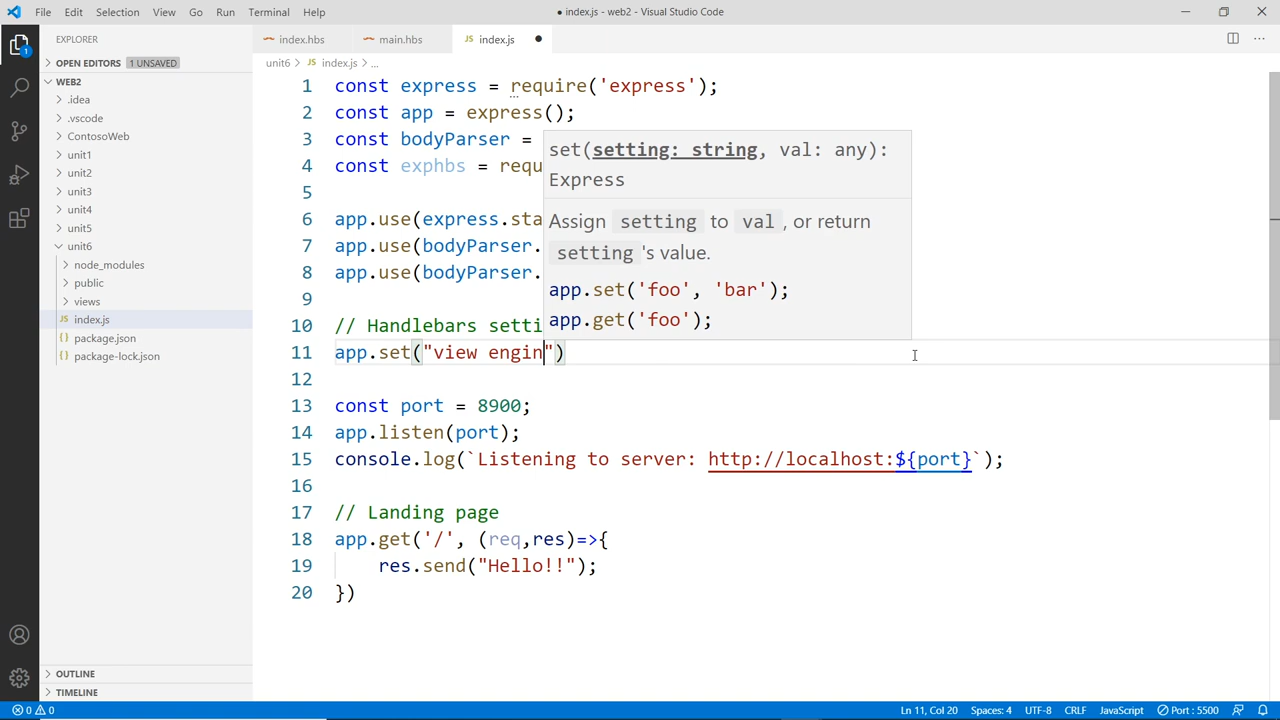 File Edit Selection View Go Run Terminal Help
● index.js - web2 - Visual Studio Code
EXPLORER
OPEN EDITORS 1 UNSAVED
WEB2
.idea
.vscode
ContosoWeb
unit1
unit2
unit3
unit4
unit5
unit6
node_modules
public
views
JS index.js
{} package.json
{} package-lock.json
OUTLINE
TIMELINE
1
index.hbs main.hbs JS index.js ●
unit6 > JS index.js > ...
1 const express = require('express');
2 const app = express();
3 const bodyParser =
4 const exphbs = requ
5
6 app.use(express.sta
7 app.use(bodyParser.
8 app.use(bodyParser.
9
10 // Handlebars setti
11 app.set("view engin")
12
13 const port = 8900;
14 app.listen(port);
15 console.log(`Listening to server: http://localhost:${port}`);
16
17 // Landing page
18 app.get('/', (req,res)=>{
19 res.send("Hello!!");
20 })
set(setting: string, val: any):
Express
Assign setting to val, or return
setting's value.
app.set('foo', 'bar');
app.get('foo');
0 0 Ln 11, Col 20 Spaces: 4 UTF-8 CRLF JavaScript Port : 5500